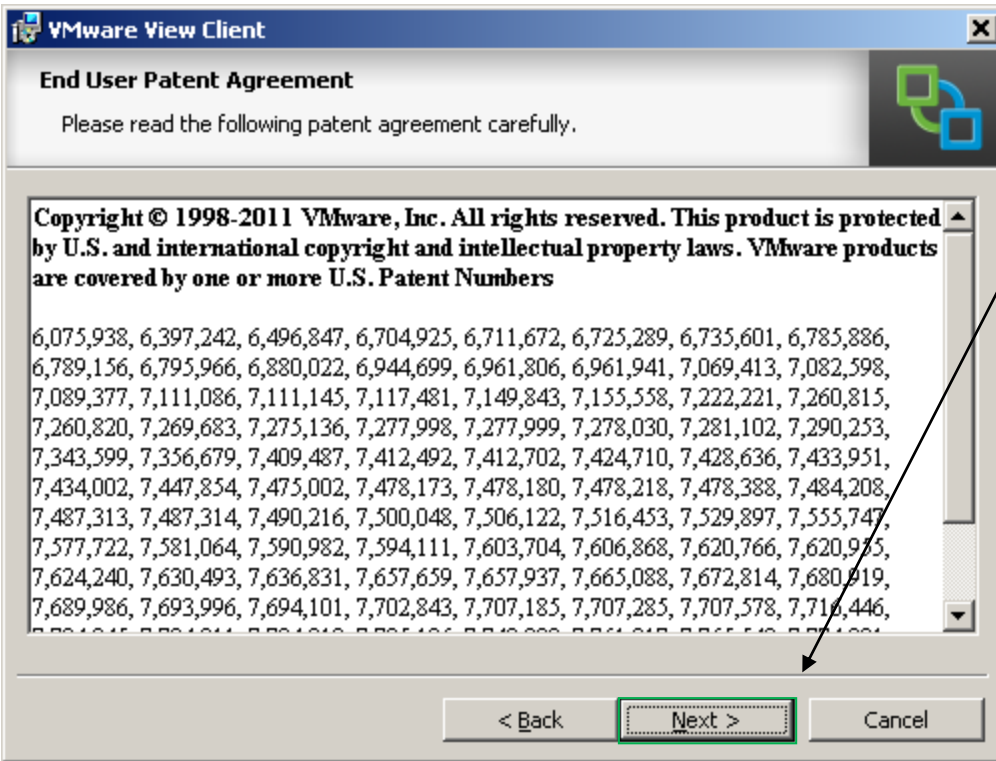 VMware View Client
End User Patent Agreement
Please read the following patent agreement carefully.
Copyright © 1998-2011 VMware, Inc. All rights reserved. This product is protected
by U.S. and international copyright and intellectual property laws. VMware products
are covered by one or more U.S. Patent Numbers
6,075,938, 6,397,242, 6,496,847, 6,704,925, 6,711,672, 6,725,289, 6,735,601, 6,785,886,
6,789,156, 6,795,966, 6,880,022, 6,944,699, 6,961,806, 6,961,941, 7,069,413, 7,082,598,
7,089,377, 7,111,086, 7,111,145, 7,117,481, 7,149,843, 7,155,558, 7,222,221, 7,260,815,
7,260,820, 7,269,683, 7,275,136, 7,277,998, 7,277,999, 7,278,030, 7,281,102, 7,290,253,
7,343,599, 7,356,679, 7,409,487, 7,412,492, 7,412,702, 7,424,710, 7,428,636, 7,433,951,
7,434,002, 7,447,854, 7,475,002, 7,478,173, 7,478,180, 7,478,218, 7,478,388, 7,484,208,
7,487,313, 7,487,314, 7,490,216, 7,500,048, 7,506,122, 7,516,453, 7,529,897, 7,555,747,
7,577,722, 7,581,064, 7,590,982, 7,594,111, 7,603,704, 7,606,868, 7,620,766, 7,620,955,
7,624,240, 7,630,493, 7,636,831, 7,657,659, 7,657,937, 7,665,088, 7,672,814, 7,680,919,
7,689,986, 7,693,996, 7,694,101, 7,702,843, 7,707,185, 7,707,285, 7,707,578, 7,716,446,
< Back
Next >
Cancel